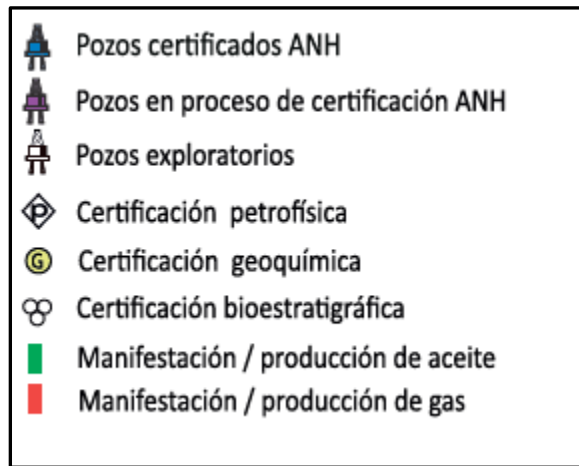 Pozos certificados ANH
Pozos en proceso de certificación ANH
Pozos exploratorios
P Certificación petrofísica
G Certificación geoquímica
Certificación bioestratigráfica
Manifestación / producción de aceite
Manifestación / producción de gas